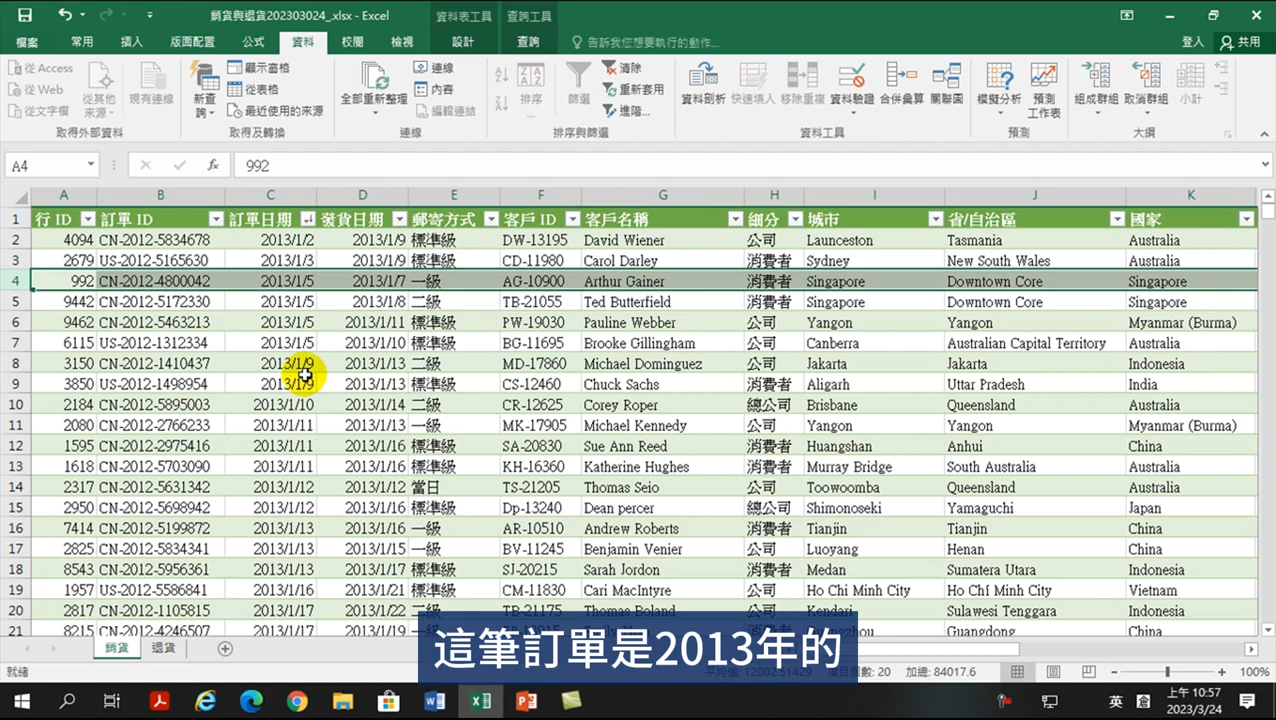 銷貨與退貨202303024_.xlsx - Excel
資料表工具 查詢工具
檔案 常用 插入 版面配置 公式 資料 校閱 檢視 設計 查詢 告訴我您想要執行的動作... 登入 共用
從 Access
從 Web
從文字檔
從其他來源
現有連線
新查詢
顯示窗格
從表格
最近使用的來源
全部重新整理
連線
內容
編輯連結
排序
篩選
清除
重新套用
進階...
資料剖析 快速填入 移除重複 資料驗證 合併彙算 關聯圖
模擬分析 預測工作表
組成群組 取消群組 小計
取得外部資料 取得及轉換 連線 排序與篩選 資料工具 預測 大綱
A4 992
A B C D E F G H I J K
1 行 ID 訂單 ID 訂單日期 發貨日期 郵寄方式 客戶 ID 客戶名稱 細分 城市 省/自治區 國家
2 4094 CN-2012-5834678 2013/1/2 2013/1/9 標準級 DW-13195 David Wiener 公司 Launceston Tasmania Australia
3 2679 US-2012-5165630 2013/1/3 2013/1/9 標準級 CD-11980 Carol Darley 消費者 Sydney New South Wales Australia
4 992 CN-2012-4800042 2013/1/5 2013/1/7 一級 AG-10900 Arthur Gainer 消費者 Singapore Downtown Core Singapore
5 9442 CN-2012-5172330 2013/1/5 2013/1/8 二級 TB-21055 Ted Butterfield 消費者 Singapore Downtown Core Singapore
6 9462 CN-2012-5463213 2013/1/5 2013/1/11 標準級 PW-19030 Pauline Webber 公司 Yangon Yangon Myanmar (Burma)
7 6115 US-2012-1312334 2013/1/5 2013/1/10 標準級 BG-11695 Brooke Gillingham 公司 Canberra Australian Capital Territory Australia
8 3150 CN-2012-1410437 2013/1/9 2013/1/13 二級 MD-17860 Michael Dominguez 公司 Jakarta Jakarta Indonesia
9 3850 US-2012-1498954 2013/1/9 2013/1/13 標準級 CS-12460 Chuck Sachs 消費者 Aligarh Uttar Pradesh India
10 2184 CN-2012-5895003 2013/1/10 2013/1/14 二級 CR-12625 Corey Roper 總公司 Brisbane Queensland Australia
11 2080 CN-2012-2766233 2013/1/11 2013/1/13 一級 MK-17905 Michael Kennedy 公司 Yangon Yangon Myanmar (Burma)
12 1595 CN-2012-2975416 2013/1/11 2013/1/16 標準級 SA-20830 Sue Ann Reed 消費者 Huangshan Anhui China
13 1618 CN-2012-5703090 2013/1/11 2013/1/16 標準級 KH-16360 Katherine Hughes 消費者 Murray Bridge South Australia Australia
14 2317 CN-2012-5631342 2013/1/12 2013/1/12 當日 TS-21205 Thomas Seio 公司 Toowoomba Queensland Australia
15 2950 CN-2012-5698942 2013/1/12 2013/1/16 標準級 Dp-13240 Dean percer 總公司 Shimonoseki Yamaguchi Japan
16 7414 CN-2012-5199872 2013/1/13 2013/1/16 一級 AR-10510 Andrew Roberts 消費者 Tianjin Tianjin China
17 2825 CN-2012-5834341 2013/1/13 2013/1/15 一級 BV-11245 Benjamin Venier 公司 Luoyang Henan China
18 8543 CN-2012-5956361 2013/1/13 2013/1/17 標準級 SJ-20215 Sarah Jordon 消費者 Medan Sumatera Utara Indonesia
19 1957 US-2012-5586841 2013/1/16 2013/1/21 標準級 CM-11830 Cari MacIntyre 公司 Ho Chi Minh City Ho Chí Minh City Vietnam
20 2817 CN-2012-1105815 2013/1/17 2013/1/22 二級 TB-21175 Thomas Boland 公司 Kendari Sulawesi Tenggara Indonesia
21 8215 CN-2012-4246507 2013/1/17 Guangdong China
這筆訂單是2013年的
銷貨 退貨
就緒 項目個數: 20 加總: 84017.6 100%
英 上午 10:57
2023/3/24